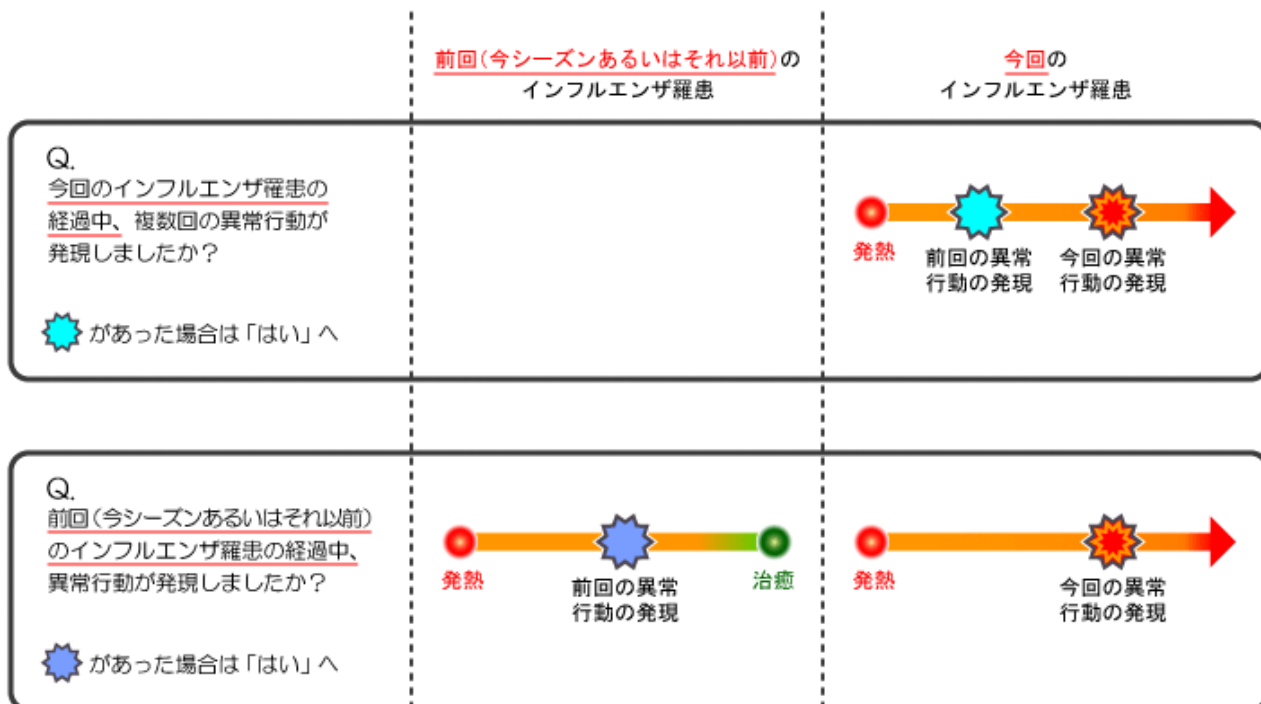 前回(今シーズンあるいはそれ以前)の
インフルエンザ羅患
今回の
インフルエンザ羅患
Q.
今回のインフルエンザ罹患の
経過中、複数回の異常行動が
発現しましたか？
があった場合は「はい」へ
発熱
前回の異常
行動の発現
今回の異常
行動の発現
Q.
前回(今シーズンあるいはそれ以前)
のインフルエンザ罹患の経過中、
異常行動が発現しましたか？
があった場合は「はい」へ
発熱
前回の異常
行動の発現
治癒
発熱
今回の異常
行動の発現